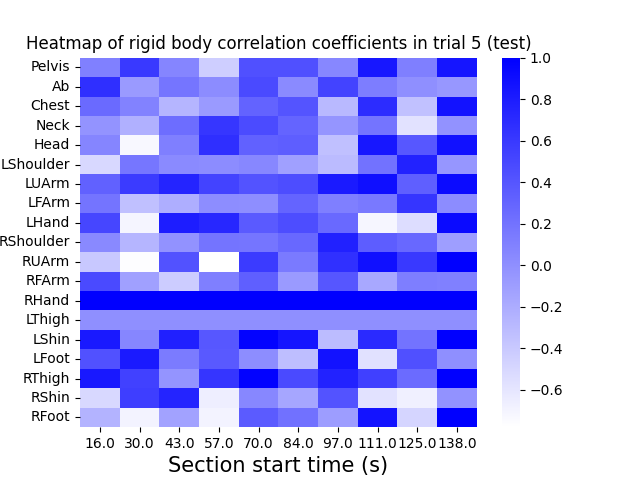 Heatmap of rigid body correlation coefficients in trial 5 (test)
Pelvis
Ab
Chest
Neck
Head
LShoulder
LUArm
LFArm
LHand
RShoulder
RUArm
RFArm
RHand
LThigh
LShin
LFoot
RThigh
RShin
RFoot
16.0 30.0 43.0 57.0 70.0 84.0 97.0 111.0 125.0 138.0
Section start time (s)
1.0
0.8
0.6
0.4
0.2
0.0
−0.2
−0.4
−0.6